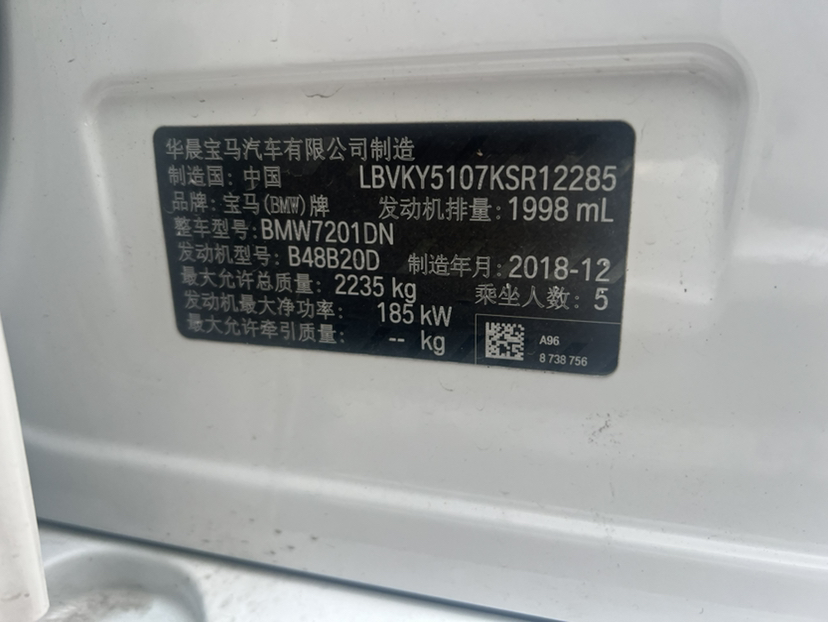 华晨宝马汽车有限公司制造
制造国: 中国 LBVKY5107KSR12285
品牌: 宝马(BMW)牌 发动机排量: 1998 mL
整车型号: BMW7201DN
发动机型号: B48B20D 制造年月: 2018-12
最大允许总质量: 2235 kg 乘坐人数: 5
发动机最大净功率: 185 kW
最大允许牵引质量: -- kg
A96
8 738 756